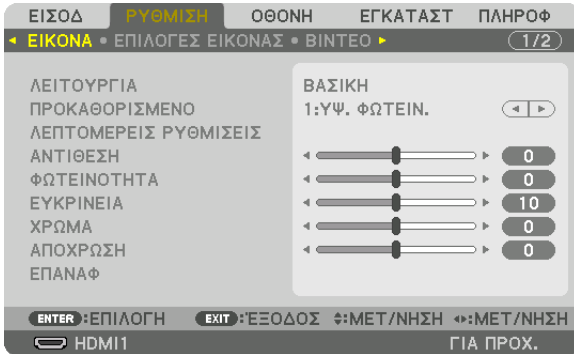 ΕΙΣΟΔ ΡΥΘΜΙΣΗ ΟΘΟΝΗ ΕΓΚΑΤΑΣΤ ΠΛΗΡΟΦ
ΕΙΚΟΝΑ • ΕΠΙΛΟΓΕΣ ΕΙΚΟΝΑΣ • ΒΙΝΤΕΟ 1/2
ΛΕΙΤΟΥΡΓΙΑ ΒΑΣΙΚΗ
ΠΡΟΚΑΘΟΡΙΣΜΕΝΟ 1:ΥΨ. ΦΩΤΕΙΝ.
ΛΕΠΤΟΜΕΡΕΙΣ ΡΥΘΜΙΣΕΙΣ
ΑΝΤΙΘΕΣΗ 0
ΦΩΤΕΙΝΟΤΗΤΑ 0
ΕΥΚΡΙΝΕΙΑ 10
ΧΡΩΜΑ 0
ΑΠΟΧΡΩΣΗ 0
ΕΠΑΝΑΦ
ENTER :ΕΠΙΛΟΓΗ EXIT :ΈΞΟΔΟΣ :ΜΕΤ/ΝΗΣΗ :ΜΕΤ/ΝΗΣΗ
HDMI1 ΓΙΑ ΠΡΟΧ.